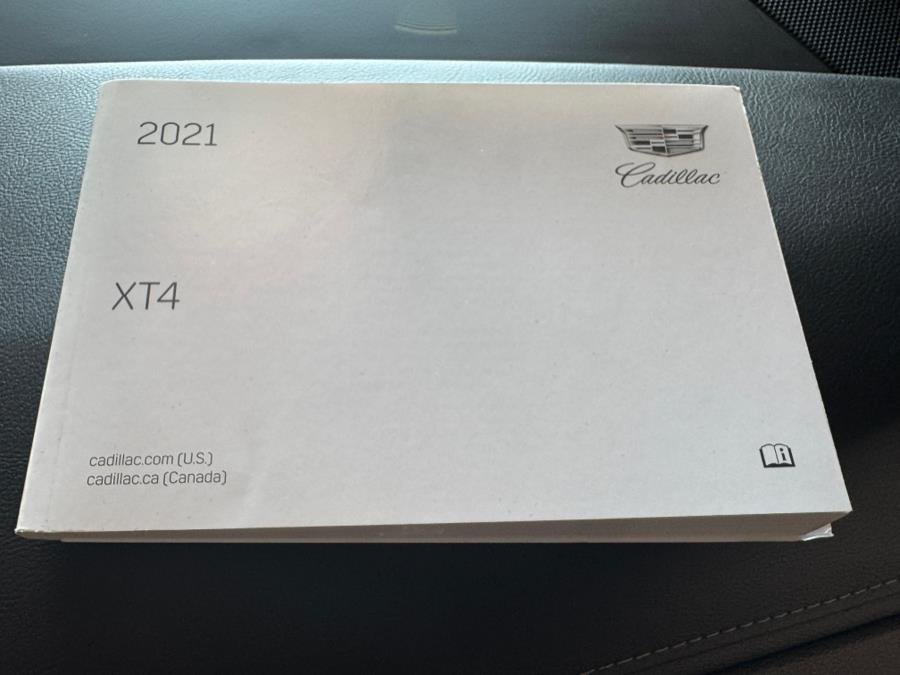 2021
Cadillac
XT4
cadillac.com (U.S.)
cadillac.ca (Canada)
i